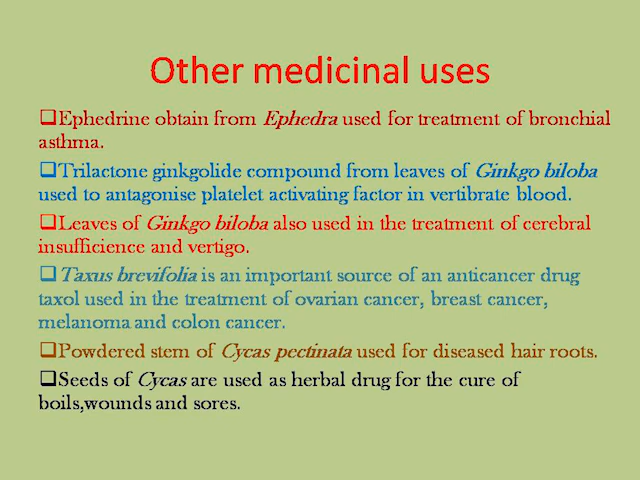 Other medicinal uses
❑Ephedrine obtain from Ephedra used for treatment of bronchial
asthma.
❑Trilactone ginkgolide compound from leaves of Ginkgo biloba
used to antagonise platelet activating factor in vertibrate blood.
❑Leaves of Ginkgo biloba also used in the treatment of cerebral
insufficience and vertigo.
❑Taxus brevifolia is an important source of an anticancer drug
taxol used in the treatment of ovarian cancer, breast cancer,
melanoma and colon cancer.
❑Powdered stem of Cycas pectinata used for diseased hair roots.
❑Seeds of Cycas are used as herbal drug for the cure of
boils,wounds and sores.